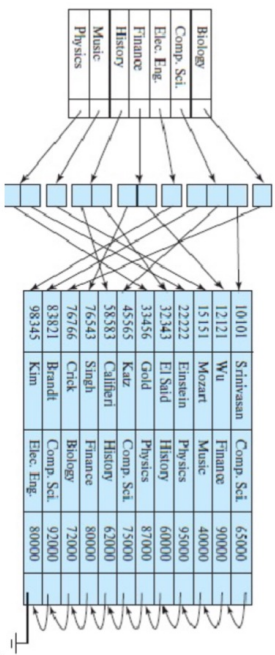 Biology
Comp. Sci.
Elec. Eng.
Finance
History
Music
Physics
10101 Srinivasan Comp. Sci. 65000
12121 Wu Finance 90000
15151 Mozart Music 40000
22222 Einstein Physics 95000
32343 El Said History 60000
33456 Gold Physics 87000
45565 Katz Comp. Sci. 75000
58583 Califieri History 62000
76543 Singh Finance 80000
76766 Crick Biology 72000
83821 Brandt Comp. Sci. 92000
98345 Kim Elec. Eng. 80000